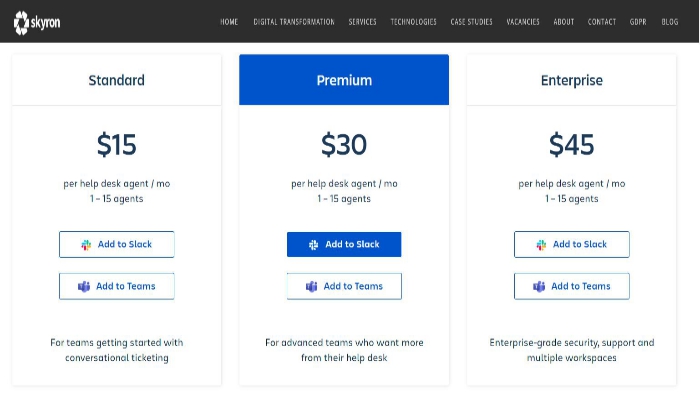 skyron
HOME DIGITAL TRANSFORMATION SERVICES TECHNOLOGIES CASE STUDIES VACANCIES ABOUT CONTACT GDPR BLOG
Standard
$15
per help desk agent / mo
1 – 15 agents
Add to Slack
Add to Teams
For teams getting started with
conversational ticketing
Premium
$30
per help desk agent / mo
1 – 15 agents
Add to Slack
Add to Teams
For advanced teams who want more
from their help desk
Enterprise
$45
per help desk agent / mo
1 – 15 agents
Add to Slack
Add to Teams
Enterprise-grade security, support and
multiple workspaces